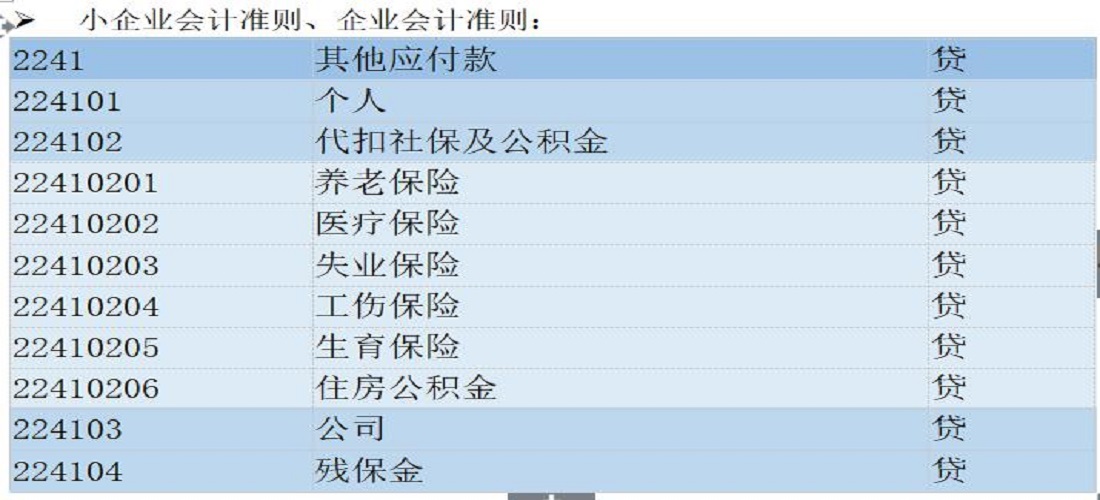 小企业会计准则、企业会计准则：
2241 其他应付款 贷
224101 个人 贷
224102 代扣社保及公积金 贷
22410201 养老保险 贷
22410202 医疗保险 贷
22410203 失业保险 贷
22410204 工伤保险 贷
22410205 生育保险 贷
22410206 住房公积金 贷
224103 公司 贷
224104 残保金 贷